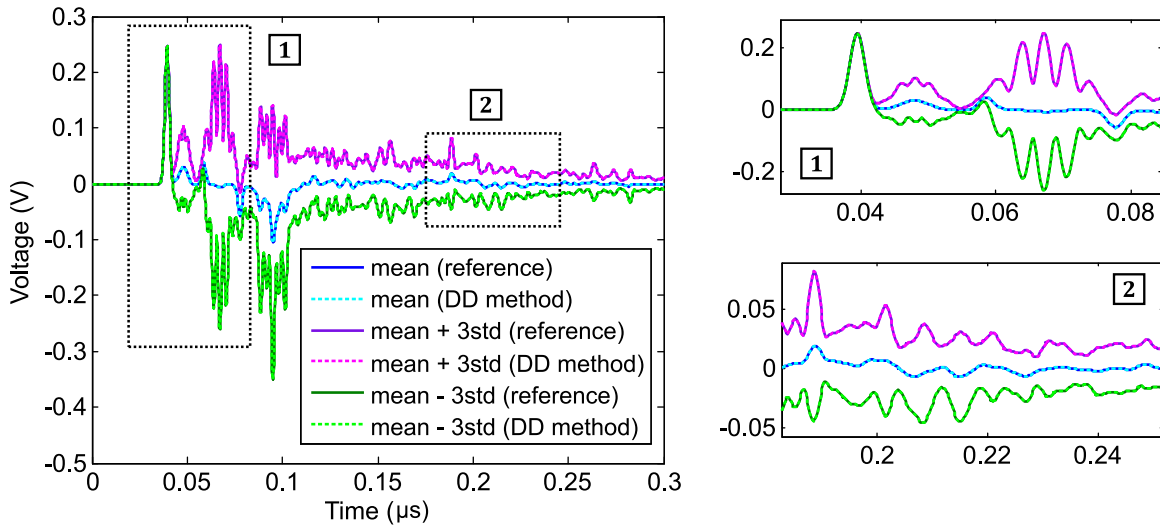 0.3
0.2
0.1
0
-0.1
-0.2
-0.3
-0.4
-0.5
Voltage (V)
1
2
mean (reference)
mean (DD method)
mean + 3std (reference)
mean + 3std (DD method)
mean - 3std (reference)
mean - 3std (DD method)
0 0.05 0.1 0.15 0.2 0.25 0.3
Time (μs)
0.2
0
-0.2
1
0.04 0.06 0.08
0.05
0
-0.05
2
0.2 0.22 0.24